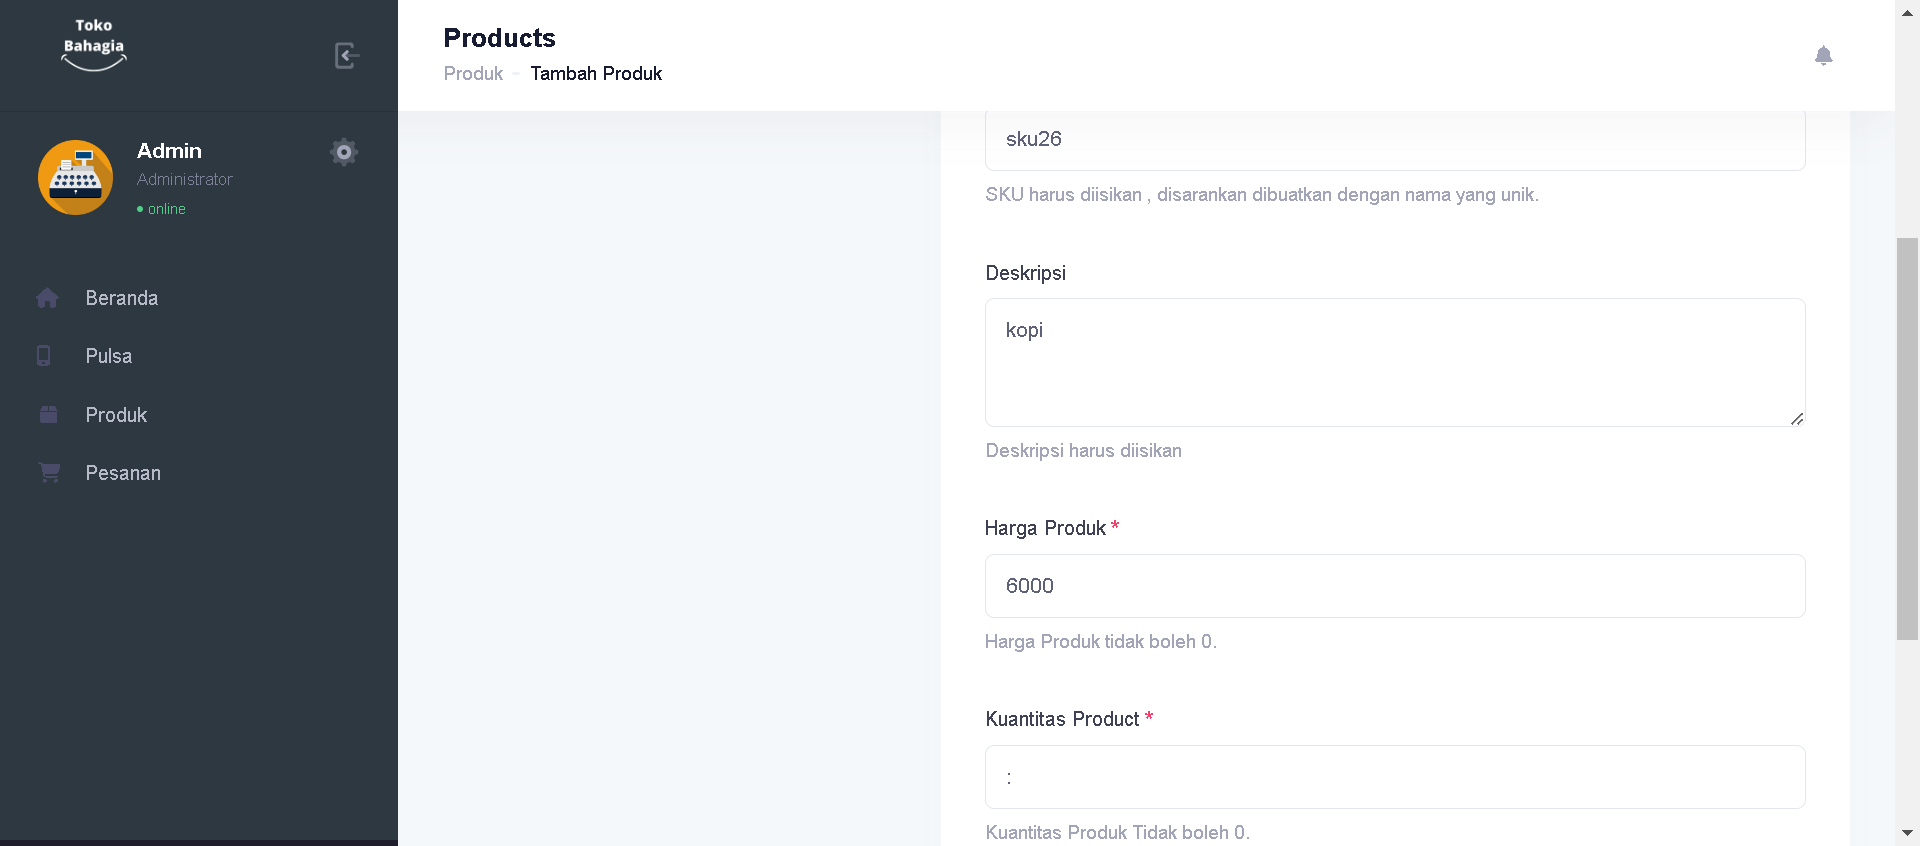 Toko
Bahagia
Admin
Administrator
online
Beranda
Pulsa
Produk
Pesanan
Products
Produk - Tambah Produk
sku26
SKU harus diisikan , disarankan dibuatkan dengan nama yang unik.
Deskripsi
kopi
Deskripsi harus diisikan
Harga Produk *
6000
Harga Produk tidak boleh 0.
Kuantitas Product *
:
Kuantitas Produk Tidak boleh 0.